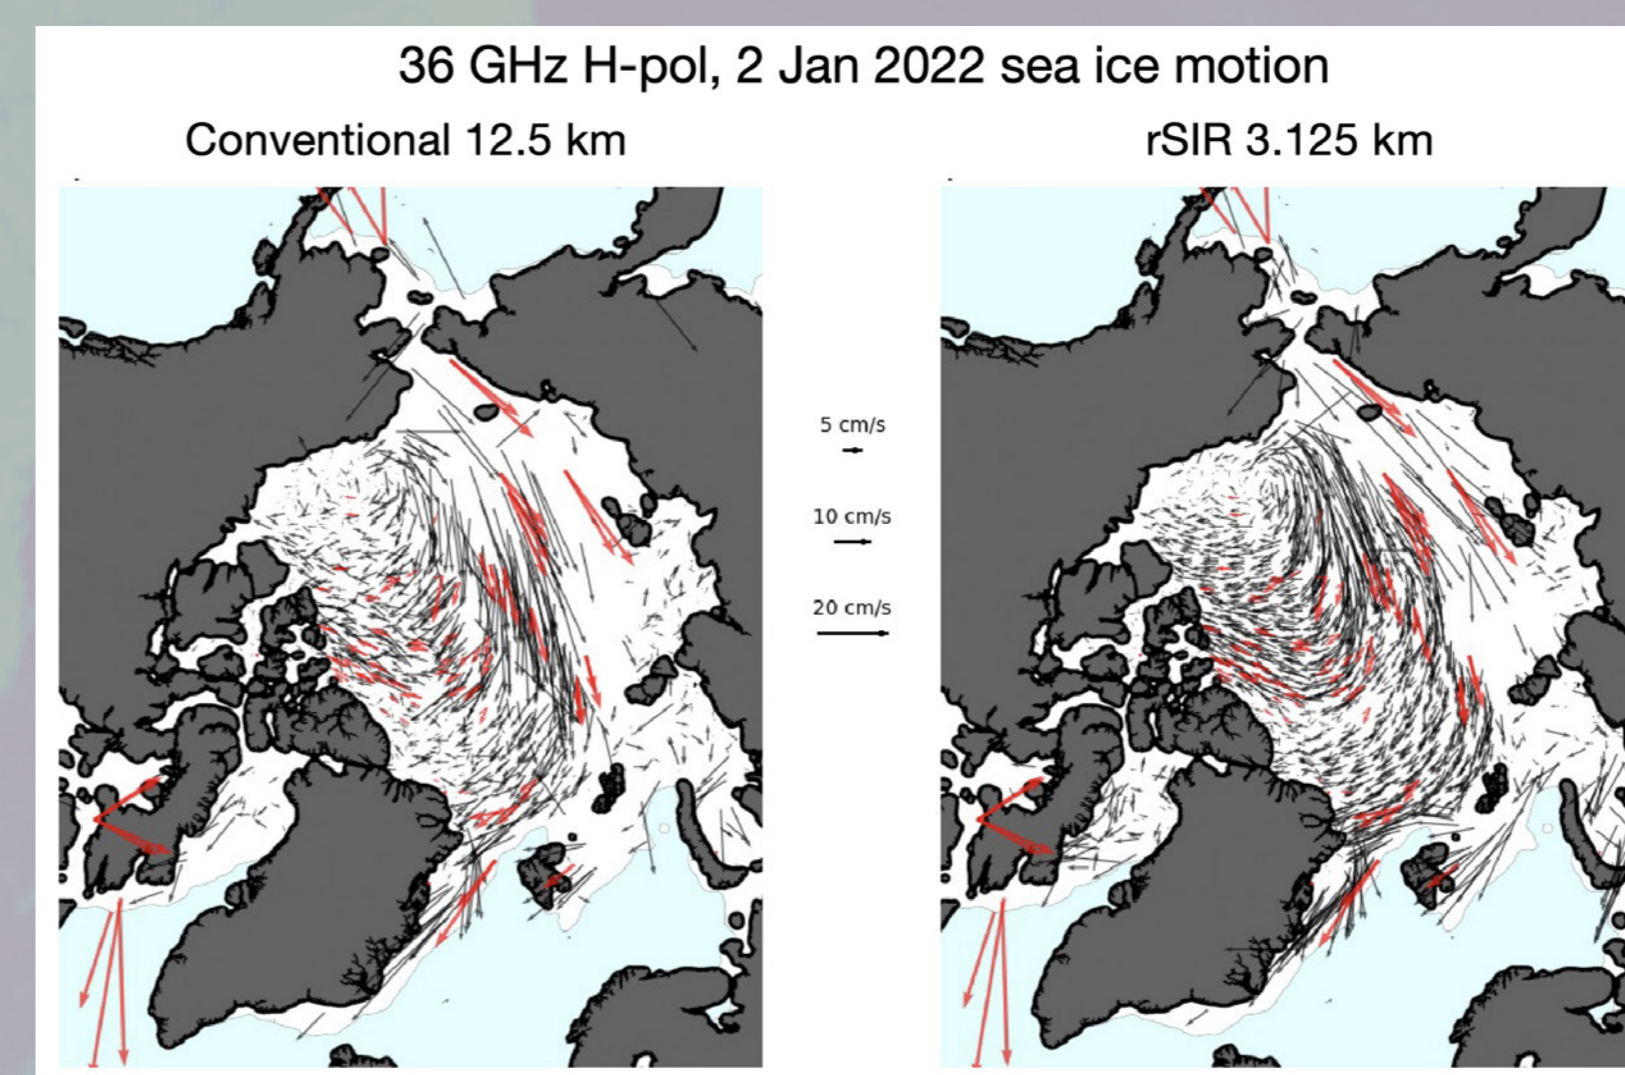 36 GHz H-pol, 2 Jan 2022 sea ice motion
Conventional 12.5 km
rSIR 3.125 km
5 cm/s
10 cm/s
20 cm/s